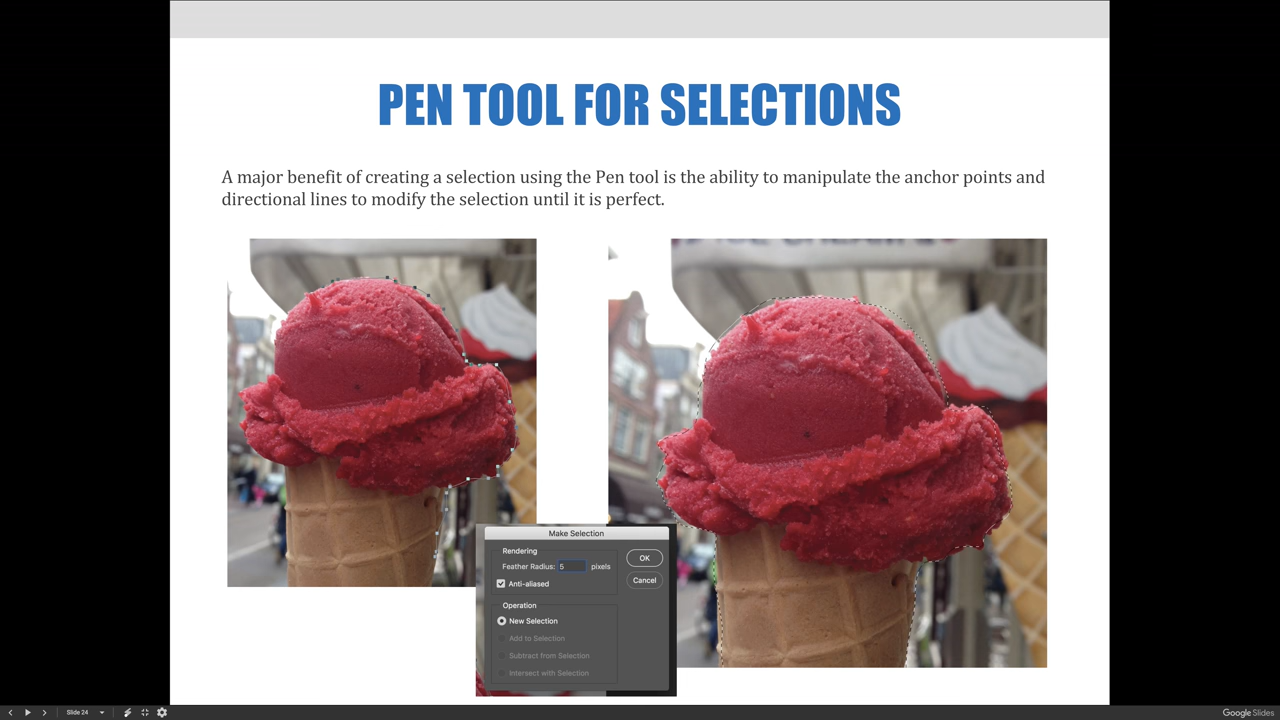 PEN TOOL FOR SELECTIONS
A major benefit of creating a selection using the Pen tool is the ability to manipulate the anchor points and
directional lines to modify the selection until it is perfect.
Make Selection
Rendering
Feather Radius: 5 pixels
Anti-aliased
OK
Cancel
Operation
New Selection
Add to Selection
Subtract from Selection
Intersect with Selection
Slide 24
Google Slides